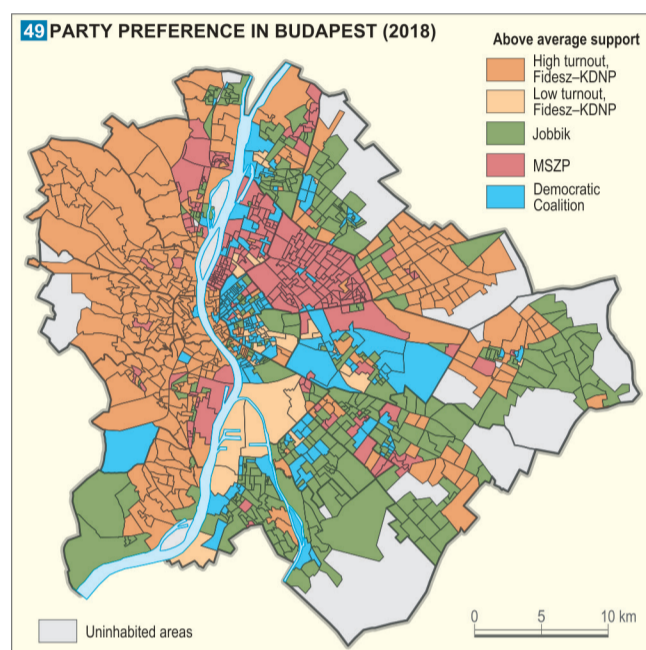 49 PARTY PREFERENCE IN BUDAPEST (2018)
Above average support
High turnout,
Fidesz–KDNP
Low turnout,
Fidesz–KDNP
Jobbik
MSZP
Democratic
Coalition
Uninhabited areas
0 5 10 km